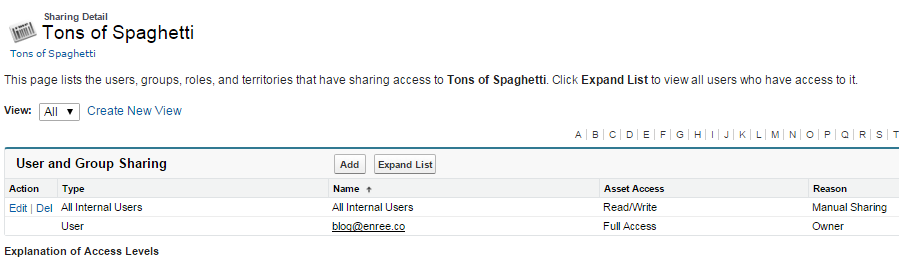 Sharing Detail
Tons of Spaghetti
Tons of Spaghetti
This page lists the users, groups, roles, and territories that have sharing access to Tons of Spaghetti. Click Expand List to view all users who have access to it.
View: All ▼ Create New View
A | B | C | D | E | F | G | H | I | J | K | L | M | N | O | P | Q | R | S | T
User and Group Sharing Add Expand List
Action Type Name ↑ Asset Access Reason
Edit | Del All Internal Users All Internal Users Read/Write Manual Sharing
User blog@enree.co Full Access Owner
Explanation of Access Levels